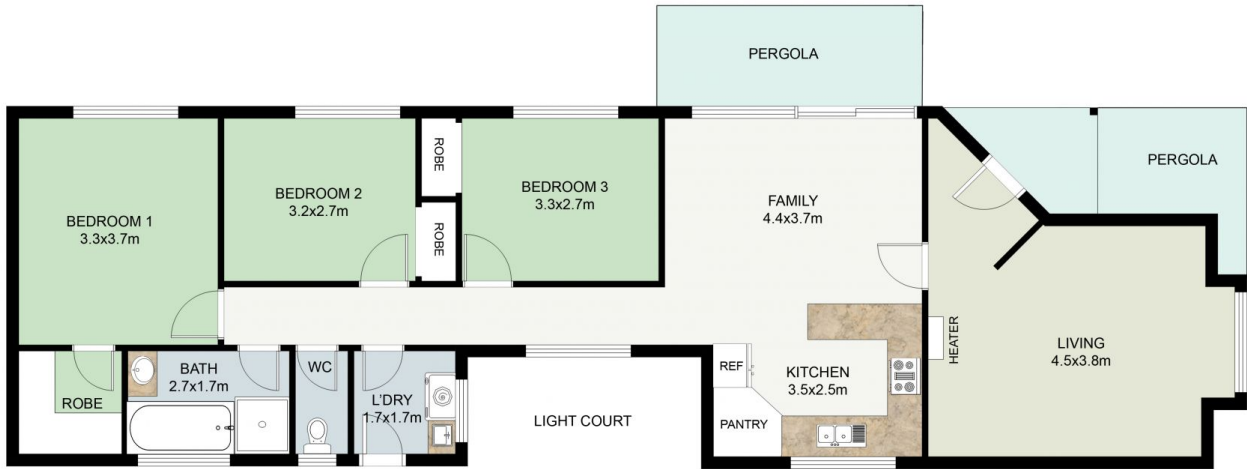 PERGOLA
PERGOLA
BEDROOM 1
3.3x3.7m
BEDROOM 2
3.2x2.7m
ROBE
ROBE
BEDROOM 3
3.3x2.7m
FAMILY
4.4x3.7m
HEATER
LIVING
4.5x3.8m
ROBE
BATH
2.7x1.7m
WC
L'DRY
1.7x1.7m
LIGHT COURT
REF
PANTRY
KITCHEN
3.5x2.5m